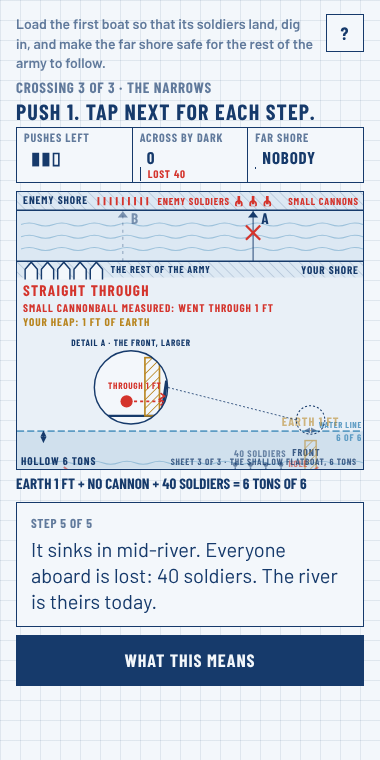 Load the first boat so that its soldiers land, dig
in, and make the far shore safe for the rest of the
army to follow.
?
CROSSING 3 OF 3 · THE NARROWS
PUSH 1. TAP NEXT FOR EACH STEP.
PUSHES LEFT
ACROSS BY DARK
0
LOST 40
FAR SHORE
NOBODY
ENEMY SHORE
ENEMY SOLDIERS
SMALL CANNONS
B
A
THE REST OF THE ARMY
YOUR SHORE
STRAIGHT THROUGH
SMALL CANNONBALL MEASURED: WENT THROUGH 1 FT
YOUR HEAP: 1 FT OF EARTH
DETAIL A · THE FRONT, LARGER
THROUGH 1 FT
EARTH 1 FT
WATER LINE
6 OF 6
40 SOLDIERS
FRONT
HOLLOW 6 TONS
SHEET 3 OF 3 · THE SHALLOW FLATBOAT, 6 TONS
EARTH 1 FT + NO CANNON + 40 SOLDIERS = 6 TONS OF 6
STEP 5 OF 5
It sinks in mid-river. Everyone
aboard is lost: 40 soldiers. The river
is theirs today.
WHAT THIS MEANS